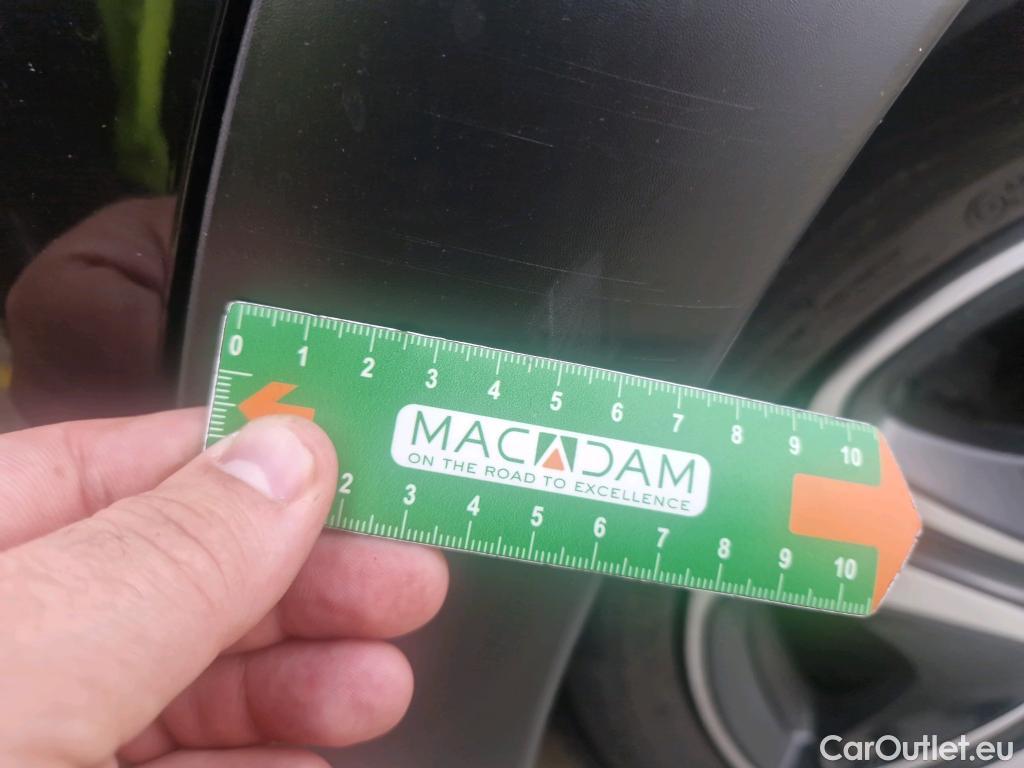 0 1 2 3 4 5 6 7 8 9 10
MACADAM
ON THE ROAD TO EXCELLENCE
2 3 4 5 6 7 8 9 10
CarOutlet.eu